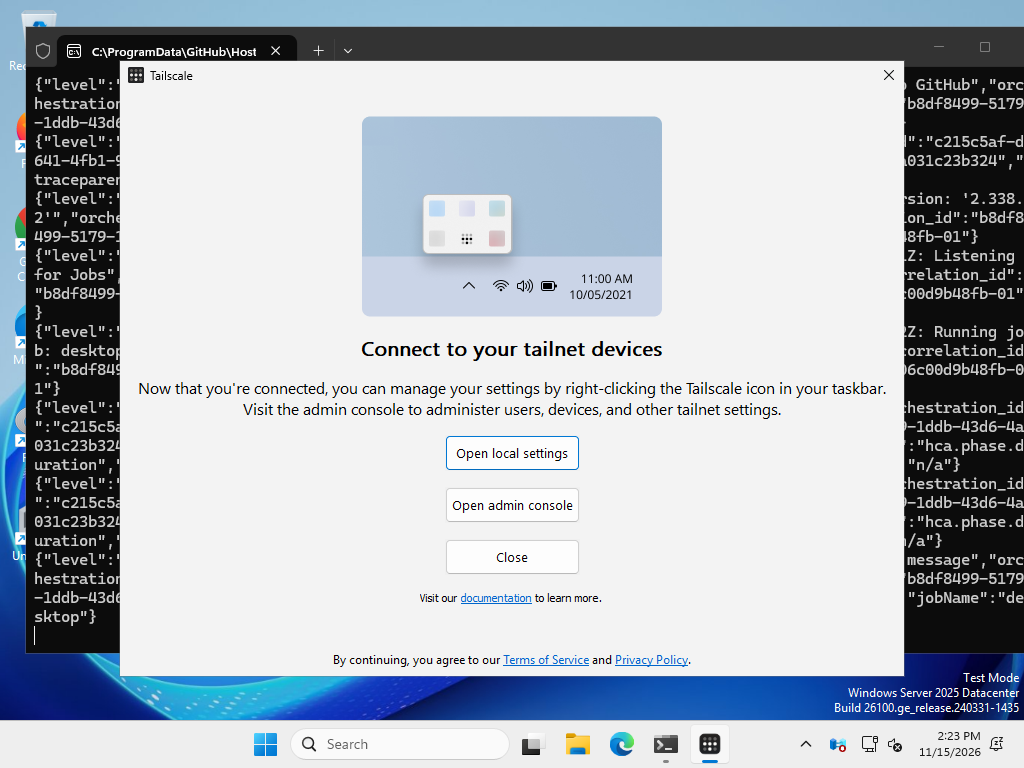 C:\ProgramData\GitHub\Host
Tailscale
{"level":"
GitHub","orc
hestration
b8df8499-5179
-1ddb-43d6
{"level":"
":"c215c5af-d
641-4fb1-9
031c23b324","
traceparen
{"level":"
rsion: '2.338.
2'","orche
on_id":"b8df8
499-5179-1
48fb-01"}
{"level":"
Z: Listening
for Jobs",
rrelation_id":
"b8df8499-
c00d9b48fb-01"
}
{"level":"
2Z: Running jo
b: desktop
correlation_id
":"b8df849
06c00d9b48fb-0
1"}
{"level":"
chestration_id
":"c215c5a
9-1ddb-43d6-4a
031c23b324
":"hca.phase.d
uration","
"n/a"}
{"level":"
chestration_id
":"c215c5a
9-1ddb-43d6-4a
031c23b324
":"hca.phase.d
uration","
n/a"}
{"level":"
message","orc
hestration
b8df8499-5179
-1ddb-43d6
"jobName":"de
sktop"}
11:00 AM
10/05/2021
Connect to your tailnet devices
Now that you're connected, you can manage your settings by right-clicking the Tailscale icon in your taskbar.
Visit the admin console to administer users, devices, and other tailnet settings.
Open local settings
Open admin console
Close
Visit our documentation to learn more.
By continuing, you agree to our Terms of Service and Privacy Policy.
Test Mode
Windows Server 2025 Datacenter
Build 26100.ge_release.240331-1435
Search
2:23 PM
11/15/2026